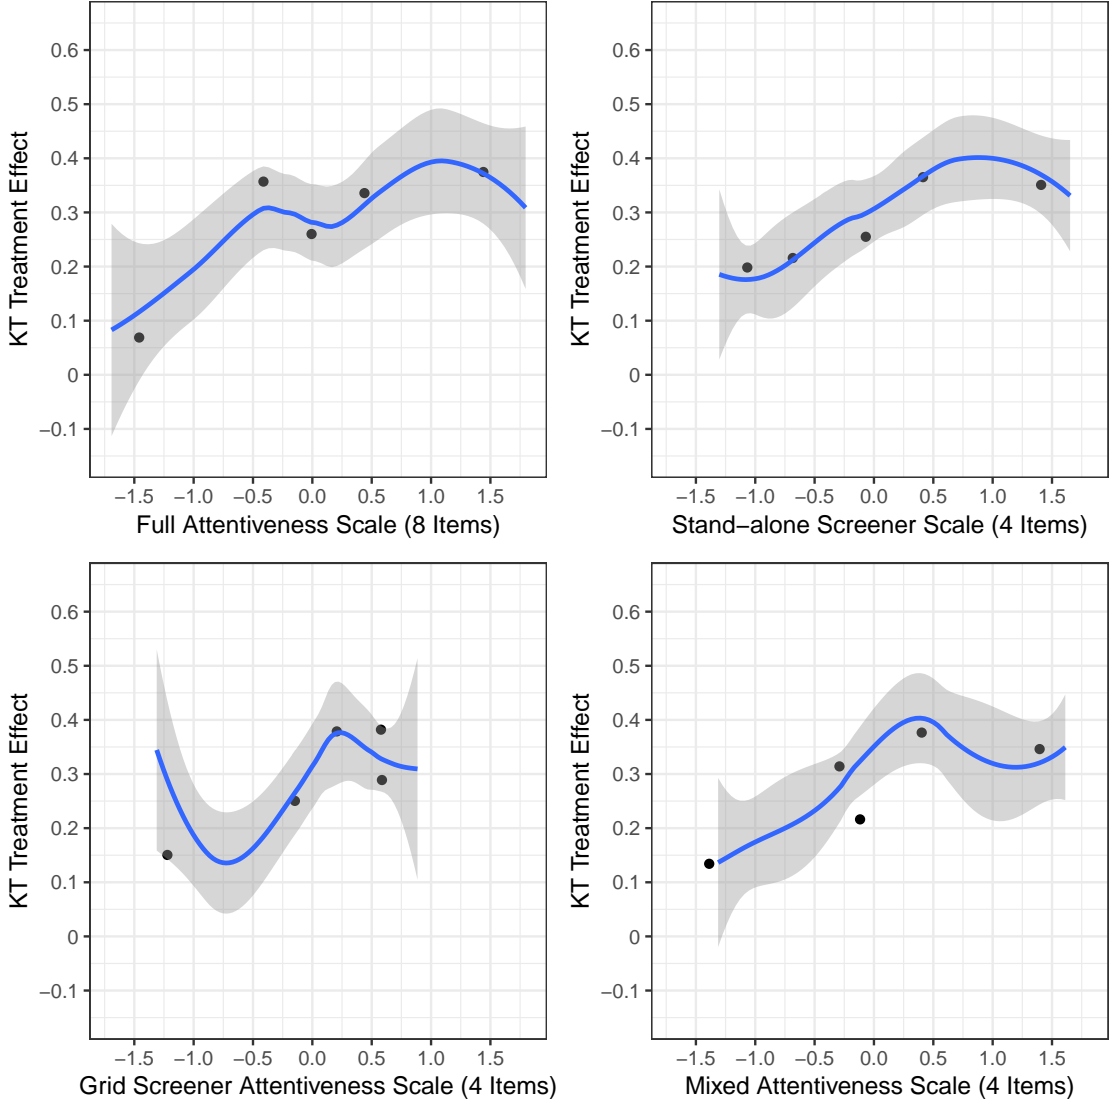 KT Treatment Effect
0.6
0.5
0.4
0.3
0.2
0.1
0
−0.1
−1.5 −1.0 −0.5 0.0 0.5 1.0 1.5
Full Attentiveness Scale (8 Items)
KT Treatment Effect
0.6
0.5
0.4
0.3
0.2
0.1
0
−0.1
−1.5 −1.0 −0.5 0.0 0.5 1.0 1.5
Stand−alone Screener Scale (4 Items)
KT Treatment Effect
0.6
0.5
0.4
0.3
0.2
0.1
0
−0.1
−1.5 −1.0 −0.5 0.0 0.5 1.0 1.5
Grid Screener Attentiveness Scale (4 Items)
KT Treatment Effect
0.6
0.5
0.4
0.3
0.2
0.1
0
−0.1
−1.5 −1.0 −0.5 0.0 0.5 1.0 1.5
Mixed Attentiveness Scale (4 Items)